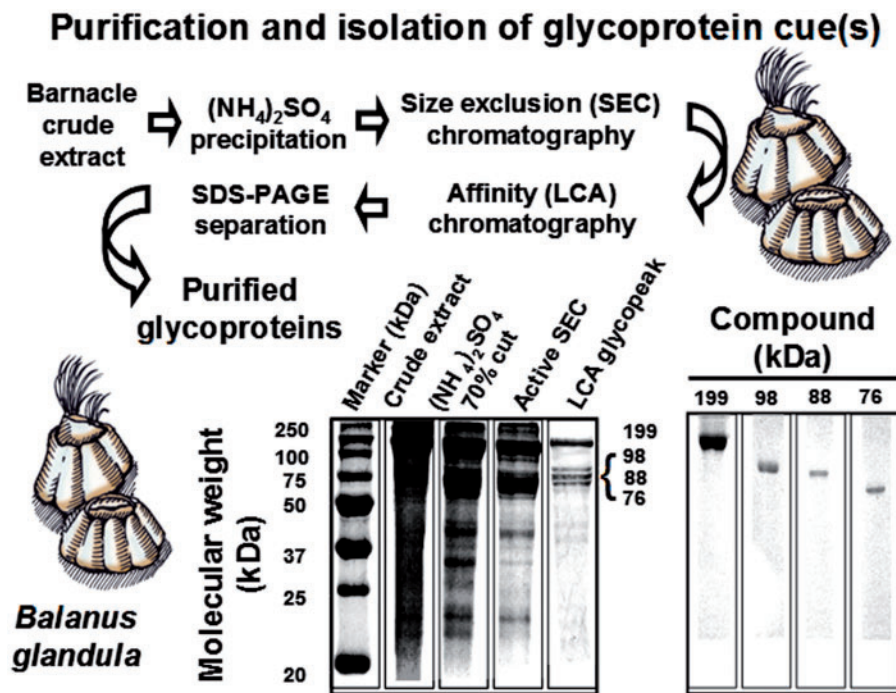 Purification and isolation of glycoprotein cue(s)
Barnacle
crude
extract
(NH4)2SO4
precipitation
Size exclusion (SEC)
chromatography
SDS-PAGE
separation
Affinity (LCA)
chromatography
Purified
glycoproteins
Marker (kDa)
Crude extract
(NH4)2SO4
70% cut
Active SEC
LCA glycopeak
Compound
(kDa)
199 98 88 76
Molecular weight
(kDa)
250
100
75
50
37
25
20
199
98
88
76
Balanus
glandula